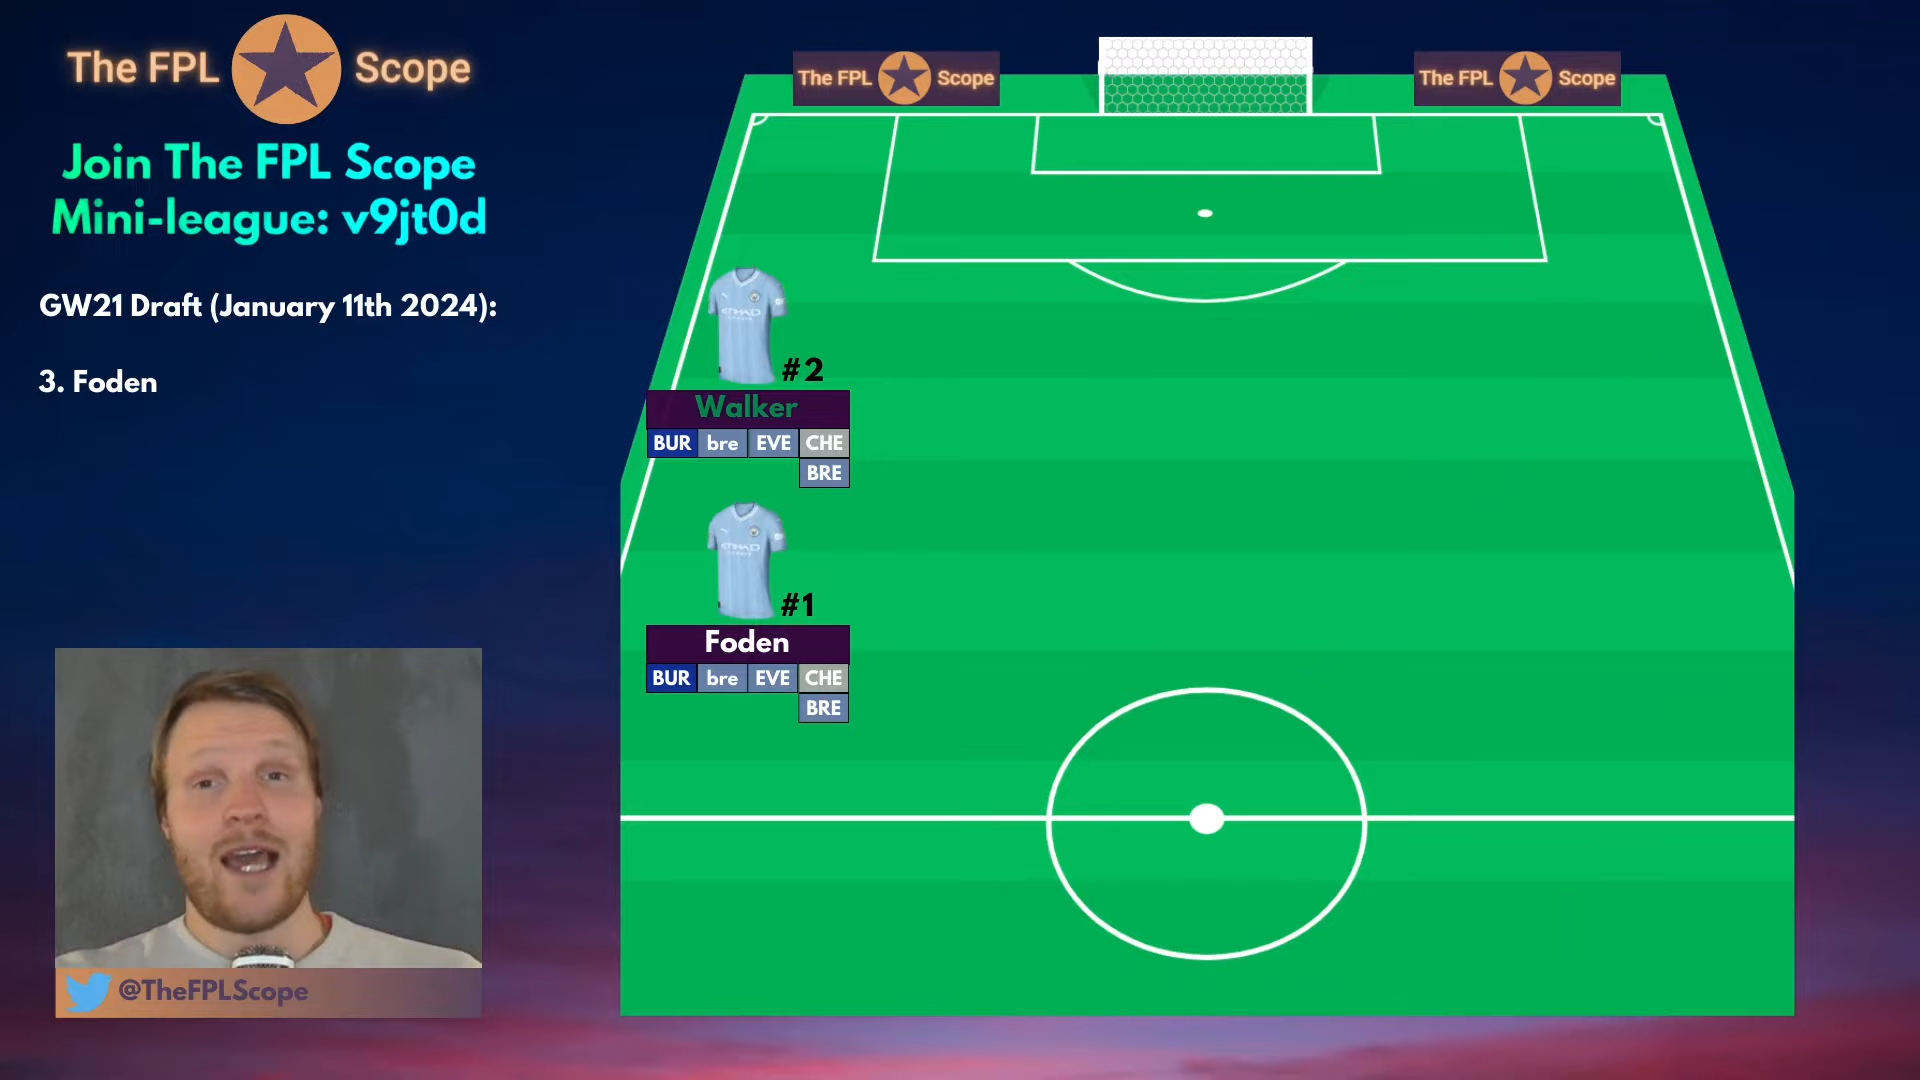 The FPL Scope
Join The FPL Scope
Mini-league: v9jt0d
GW21 Draft (January 11th 2024):
3. Foden
@TheFPLScope
The FPL Scope
The FPL Scope
ETIHAD
#2
Walker
BUR bre EVE CHE
BRE
ETIHAD
#1
Foden
BUR bre EVE CHE
BRE